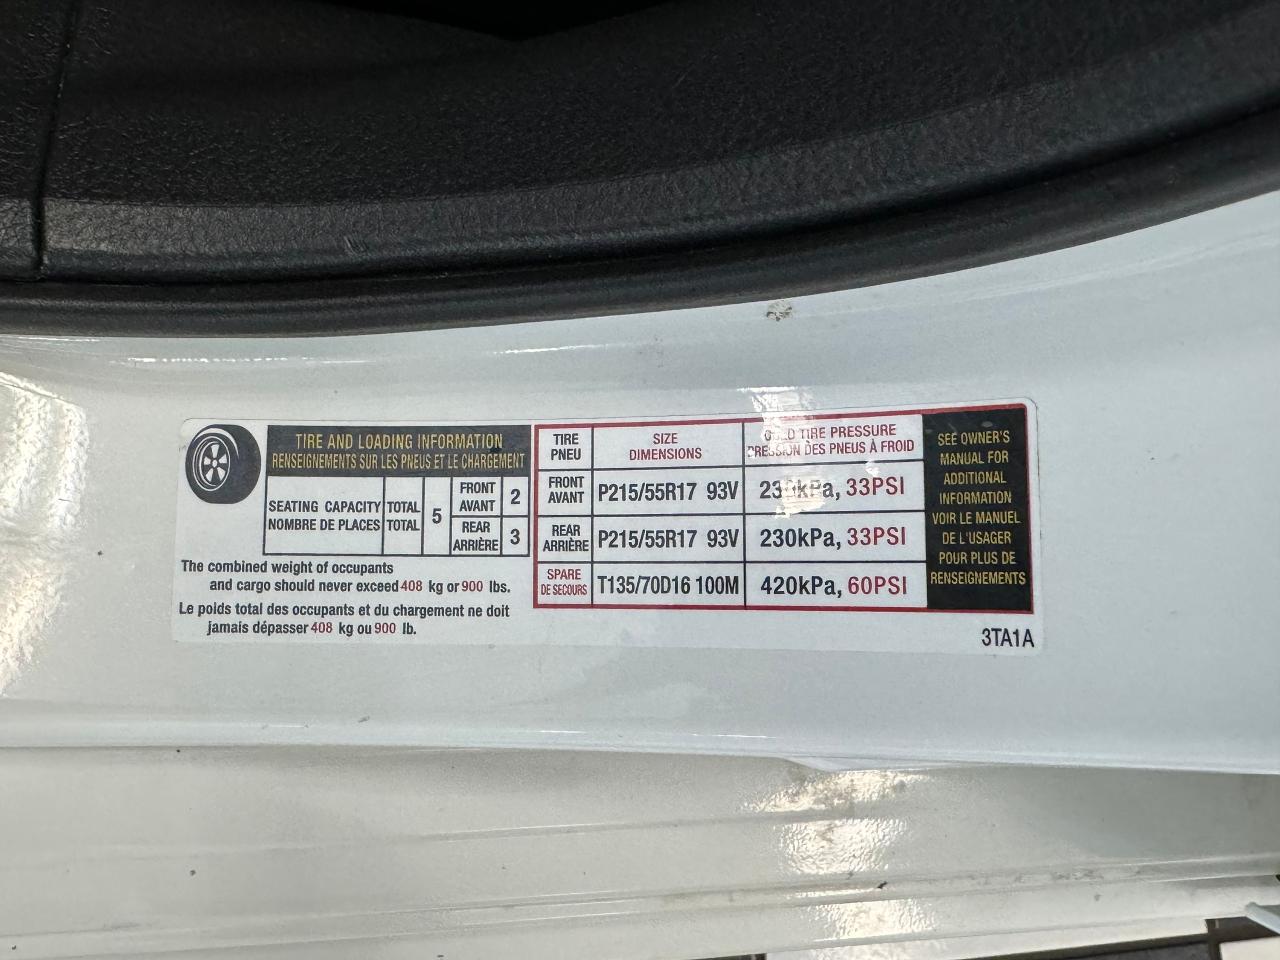 TIRE AND LOADING INFORMATION
RENSEIGNEMENTS SUR LES PNEUS ET LE CHARGEMENT
SEATING CAPACITY
NOMBRE DE PLACES
TOTAL
TOTAL
5
FRONT
AVANT
2
REAR
ARRIÈRE
3
The combined weight of occupants
and cargo should never exceed 408 kg or 900 lbs.
Le poids total des occupants et du chargement ne doit
jamais dépasser 408 kg ou 900 lb.
TIRE
PNEU
SIZE
DIMENSIONS
COLD TIRE PRESSURE
PRESSION DES PNEUS À FROID
FRONT
AVANT
P215/55R17 93V
230kPa, 33PSI
REAR
ARRIÈRE
P215/55R17 93V
230kPa, 33PSI
SPARE
DE SECOURS
T135/70D16 100M
420kPa, 60PSI
SEE OWNER'S
MANUAL FOR
ADDITIONAL
INFORMATION
VOIR LE MANUEL
DE L'USAGER
POUR PLUS DE
RENSEIGNEMENTS
3TA1A